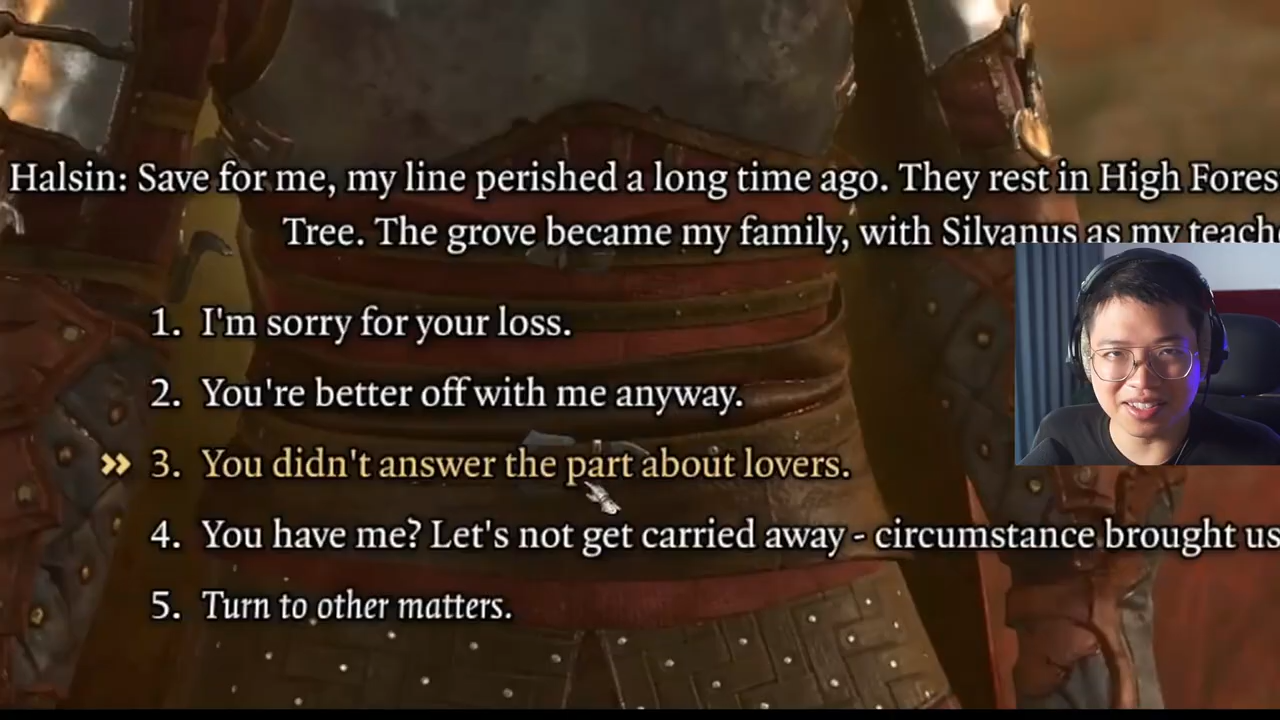 Halsin: Save for me, my line perished a long time ago. They rest in High
Tree. The grove became my family, with Silvanus as my
1. I'm sorry for your loss.
2. You're better off with me anyway.
3. You didn't answer the part about lovers.
4. You have me? Let's not get carried away - circumstance brought us
5. Turn to other matters.